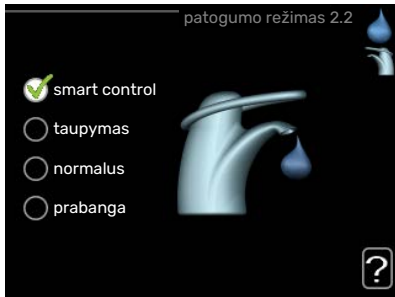 patogumo režimas 2.2
smart control
taupymas
normalus
prabanga
?